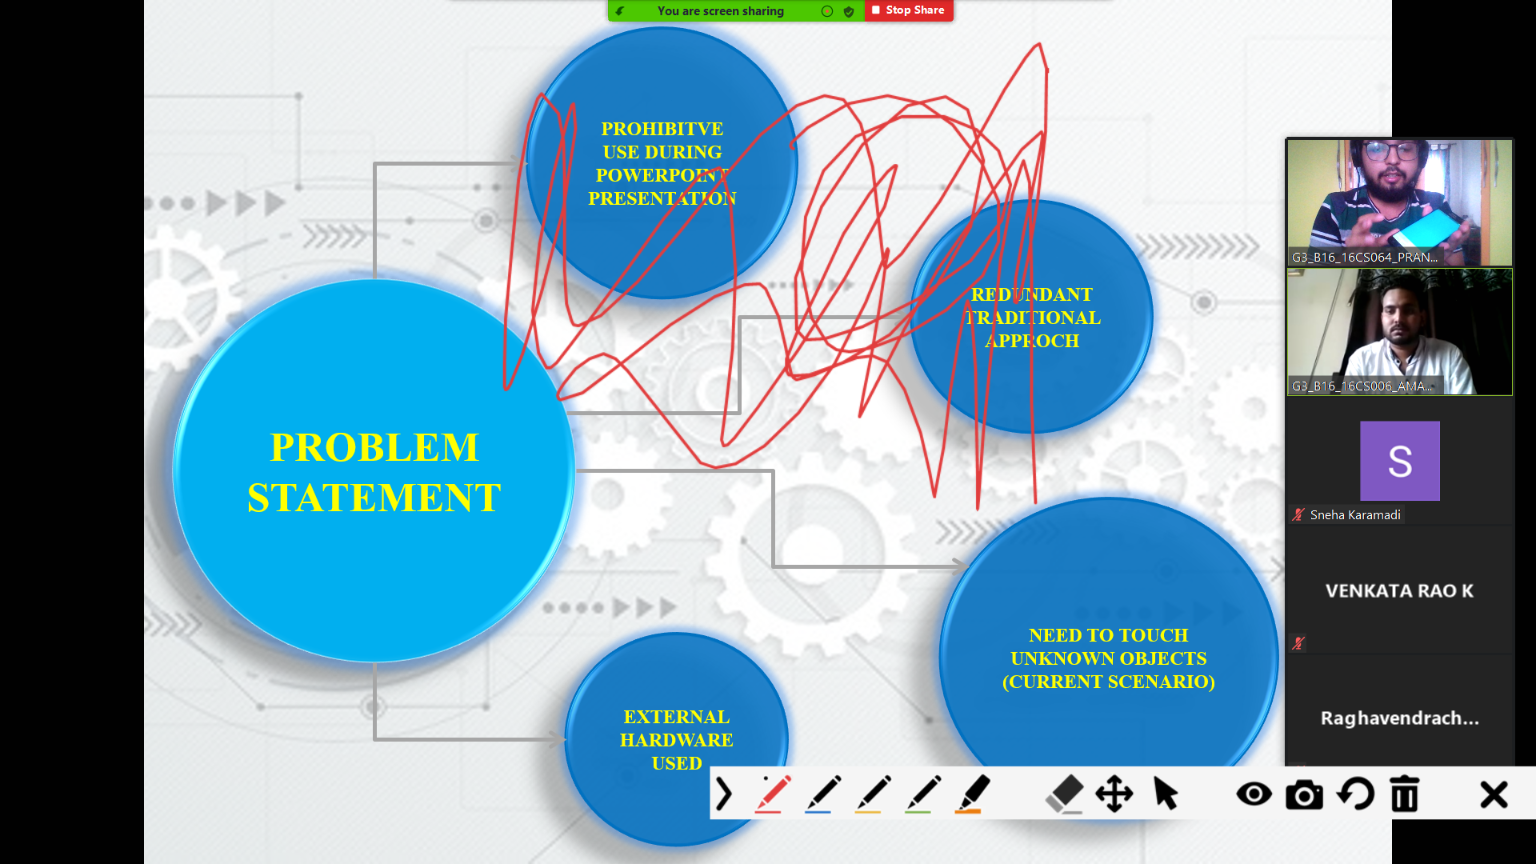 You are screen sharing
Stop Share
PROHIBITVE
USE DURING
POWERPOINT
PRESENTATION
REDUNDANT
TRADITIONAL
APPROCH
PROBLEM
STATEMENT
NEED TO TOUCH
UNKNOWN OBJECTS
(CURRENT SCENARIO)
EXTERNAL
HARDWARE
USED
G3_B16_16CS064_PRAN...
G3_B16_16CS006_AMA...
S
Sneha Karamadi
VENKATA RAO K
Raghavendrach...